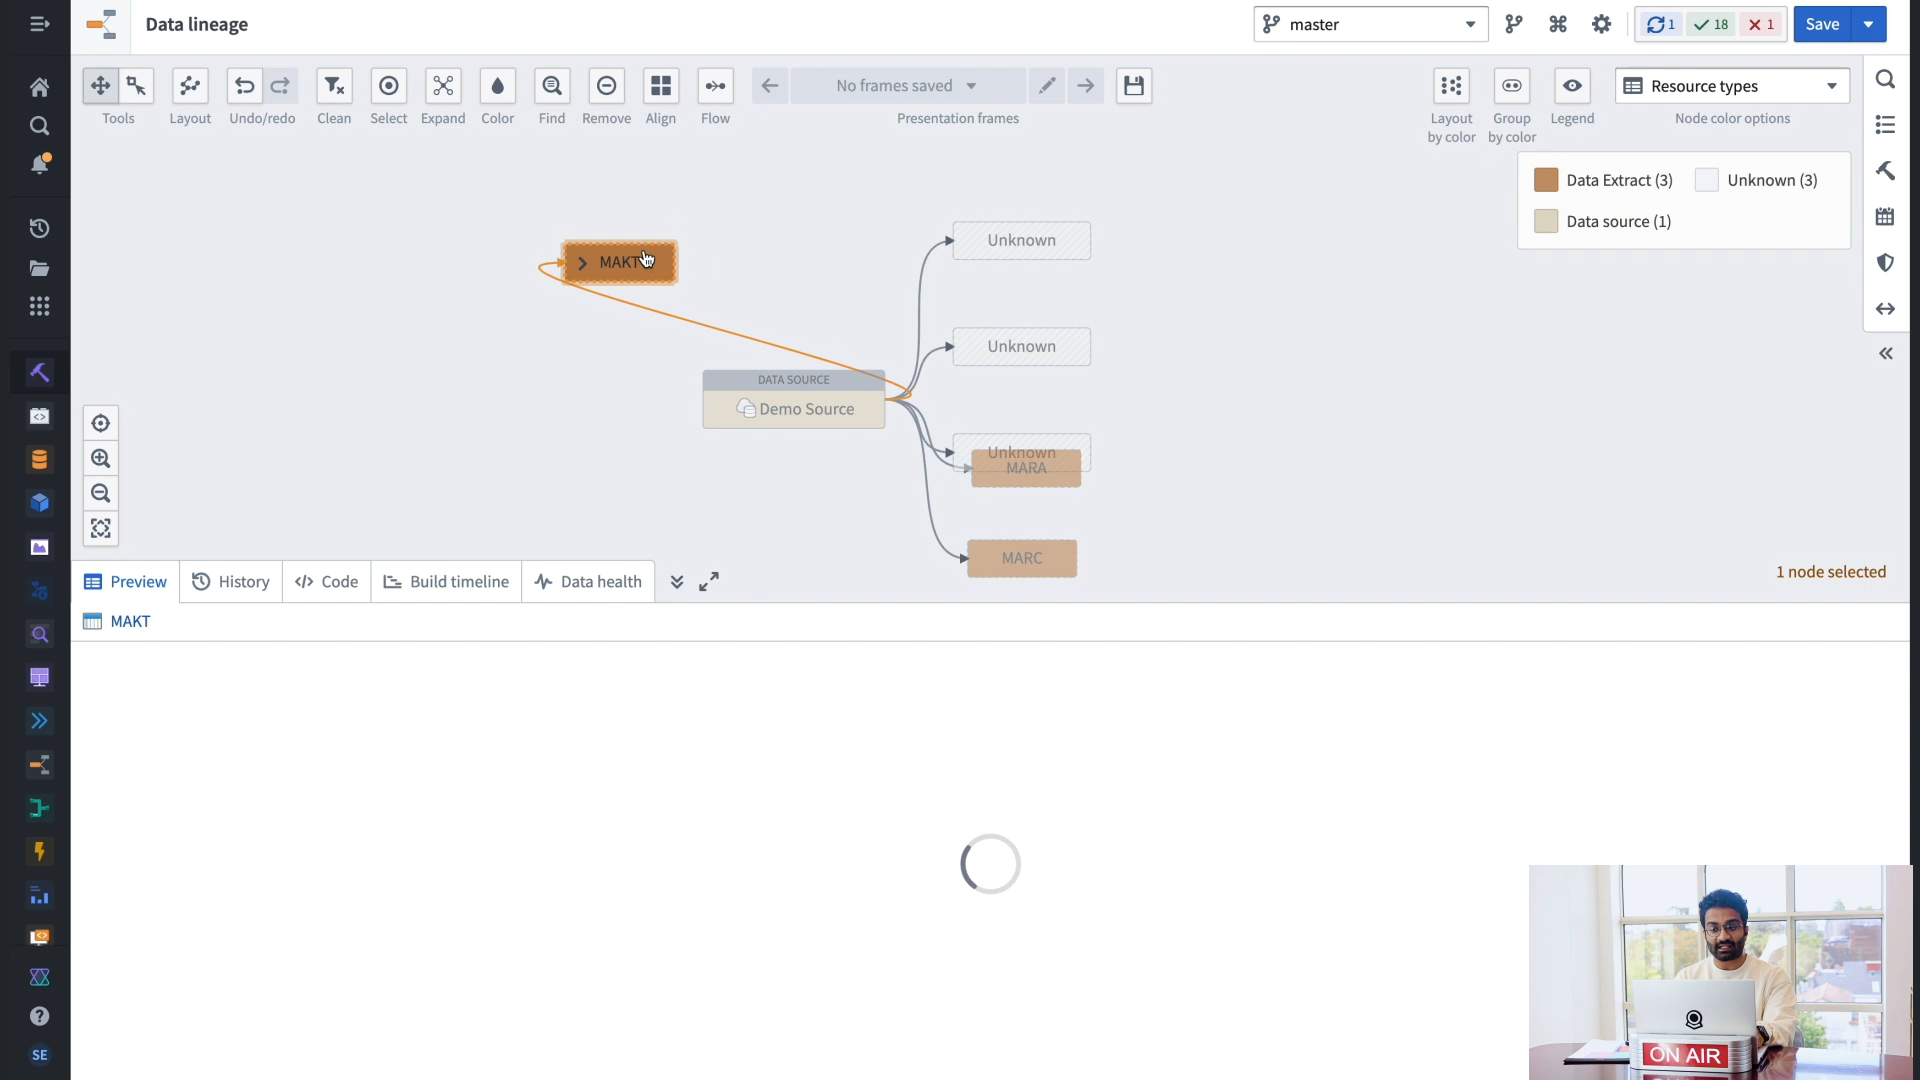 Data lineage
master
1
18
1
Save
Tools
Layout
Undo/redo
Clean
Select
Expand
Color
Find
Remove
Align
Flow
No frames saved
Presentation frames
Layout by color
Group by color
Legend
Resource types
Node color options
Data Extract (3)
Unknown (3)
Data source (1)
MAKT
Unknown
Unknown
DATA SOURCE
Demo Source
Unknown
MARA
MARC
Preview
History
Code
Build timeline
Data health
1 node selected
MAKT
ON AIR
SE